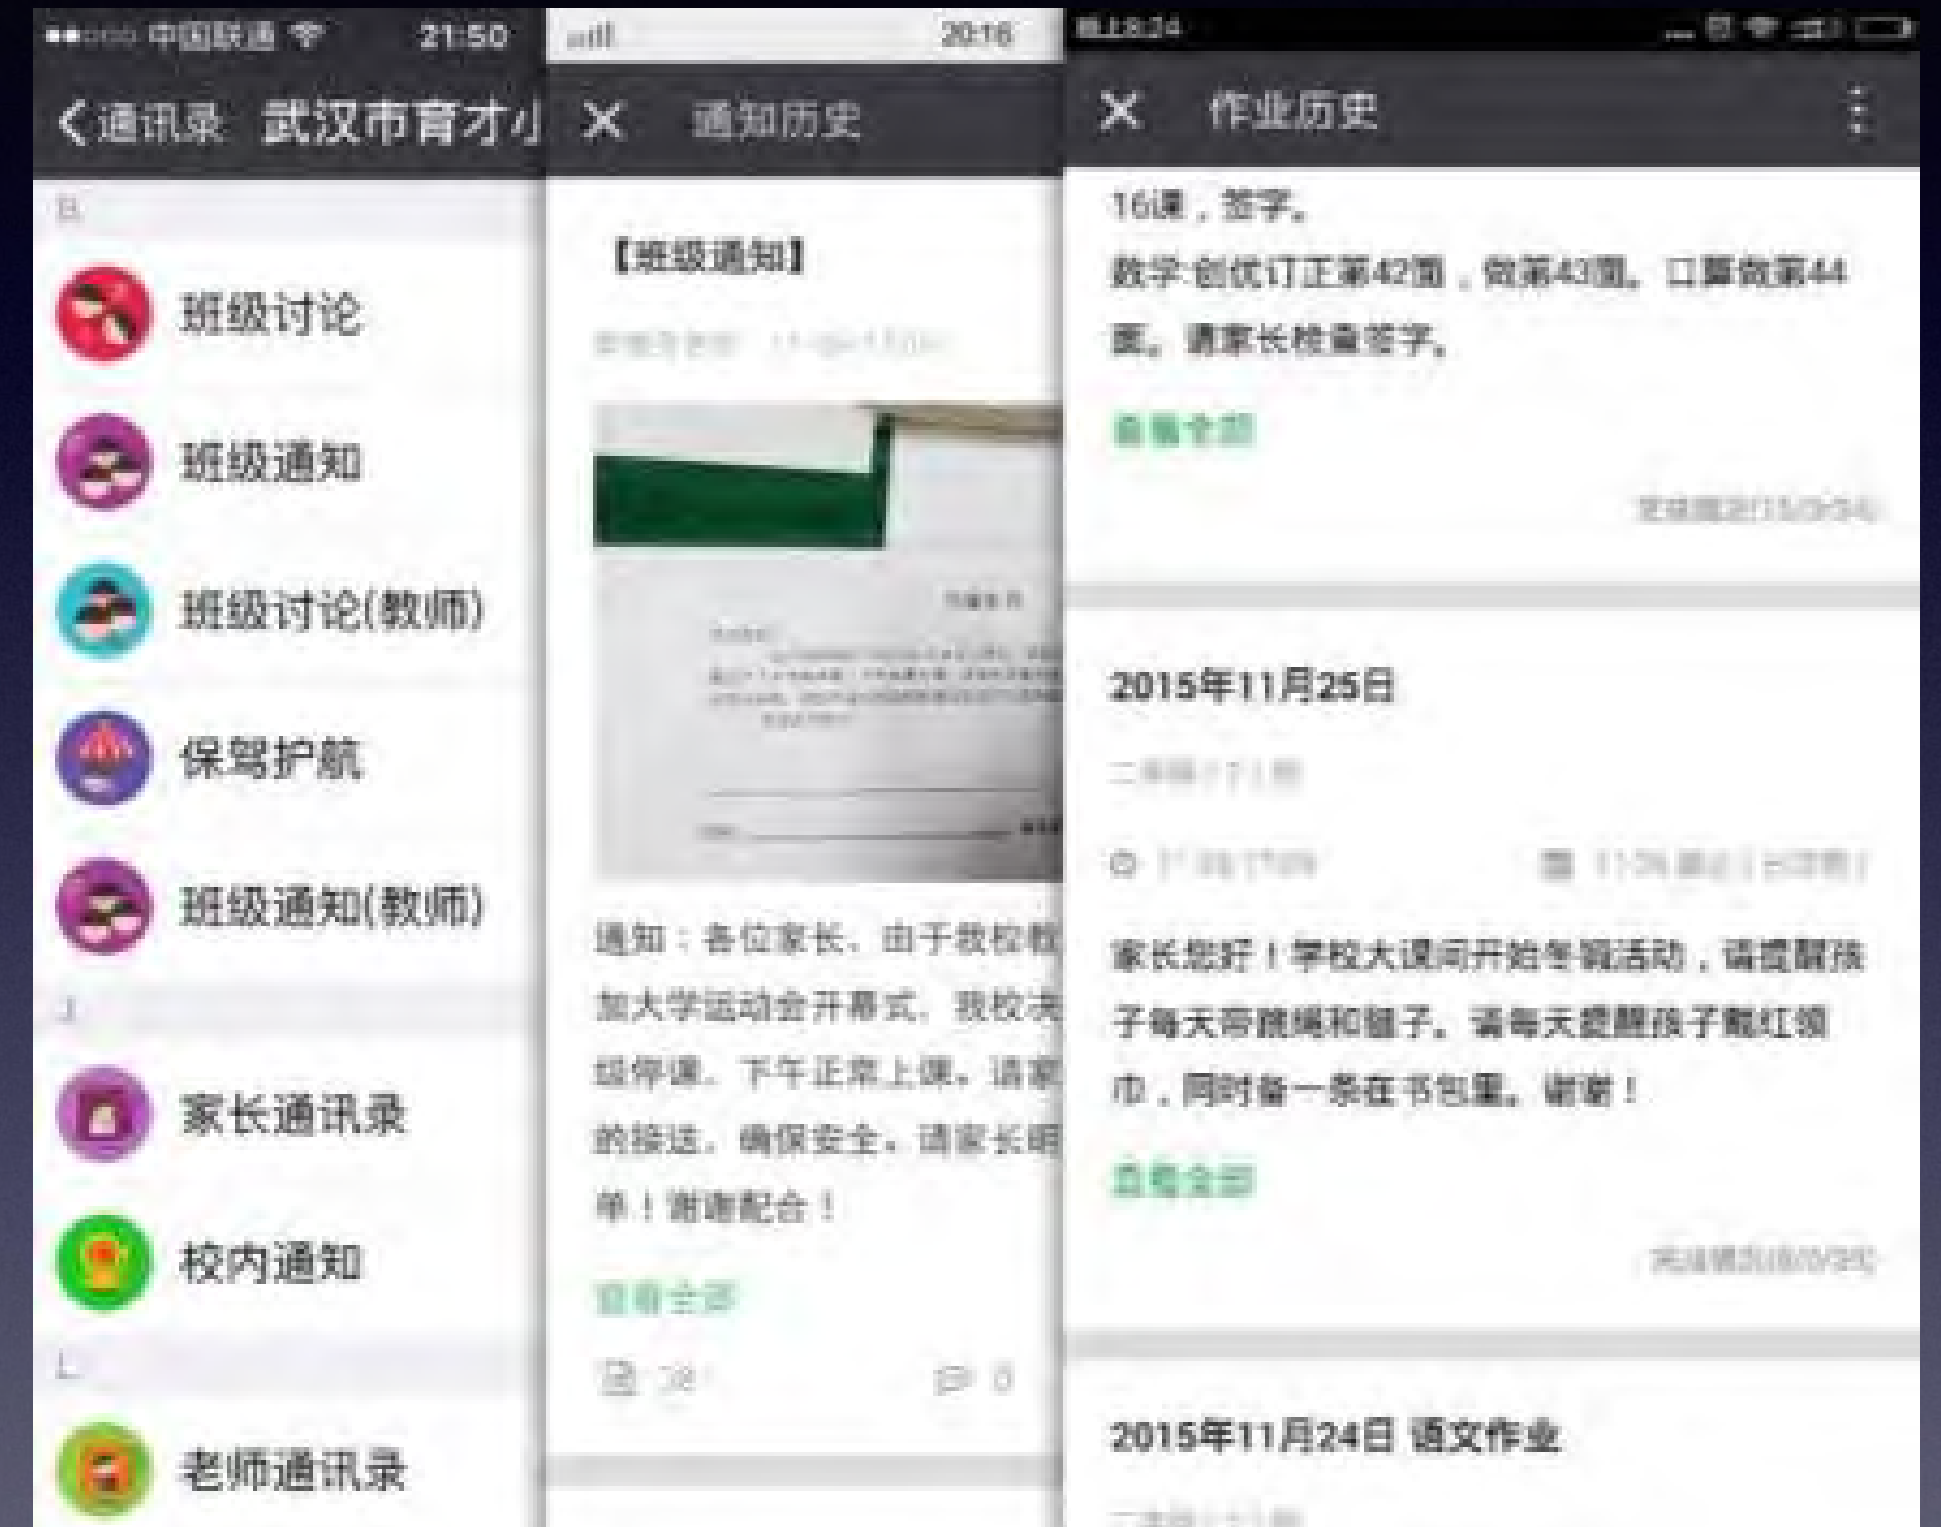 中国联通 21:50
通讯录 武汉市育才小
B
班级讨论
班级通知
班级讨论(教师)
保驾护航
班级通知(教师)
J
家长通讯录
校内通知
L
老师通讯录
20:16
通知历史
【班级通知】
通知：各位家长、由于我校教
加大学运动会开幕式，我校决
级停课，下午正常上课。请家
的接送，确保安全。请家长明
单！谢谢配合！
查看全部
0
晚上8:24
作业历史
16课，签字。
数学:创优订正第42面，做第43面。口算做第44
面。请家长检查签字。
查看全部
2015年11月25日
家长您好！学校大课间开始冬锻活动，请提醒孩
子每天带跳绳和毽子。请每天提醒孩子戴红领
巾，同时备一条在书包里。谢谢！
查看全部
2015年11月24日 语文作业